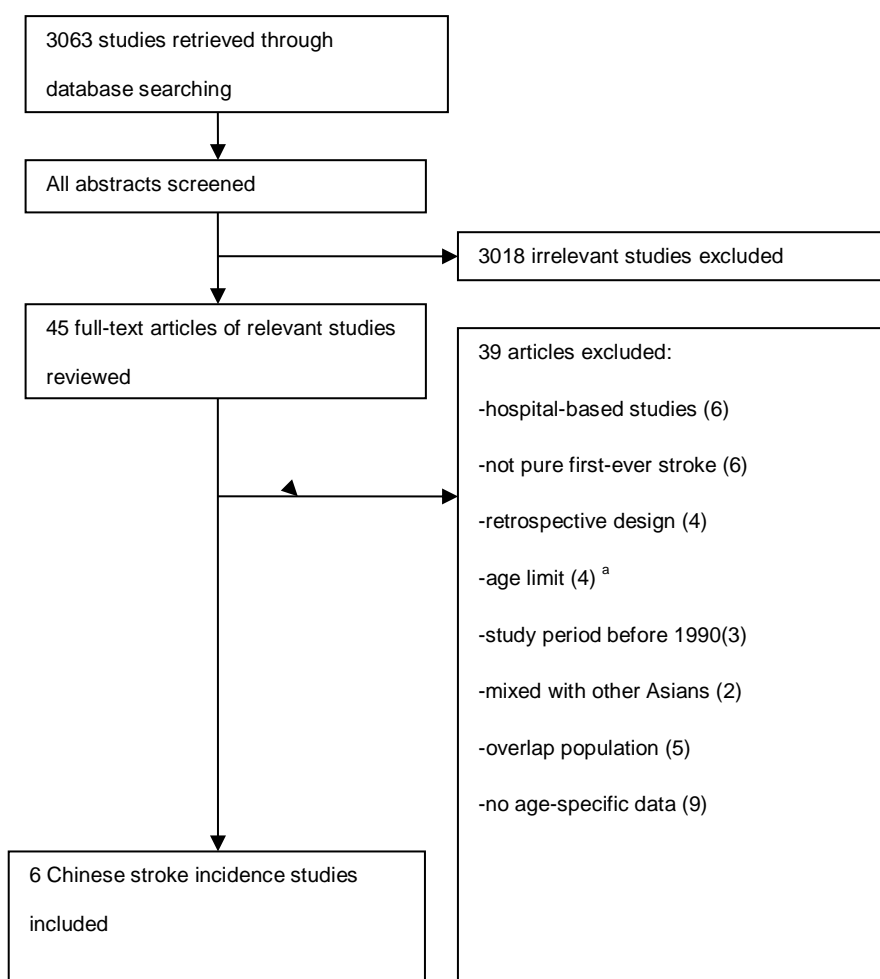 3063 studies retrieved through
database searching
All abstracts screened
3018 irrelevant studies excluded
45 full-text articles of relevant studies
reviewed
39 articles excluded:
-hospital-based studies (6)
-not pure first-ever stroke (6)
-retrospective design (4)
-age limit (4) a
-study period before 1990(3)
-mixed with other Asians (2)
-overlap population (5)
-no age-specific data (9)
6 Chinese stroke incidence studies
included